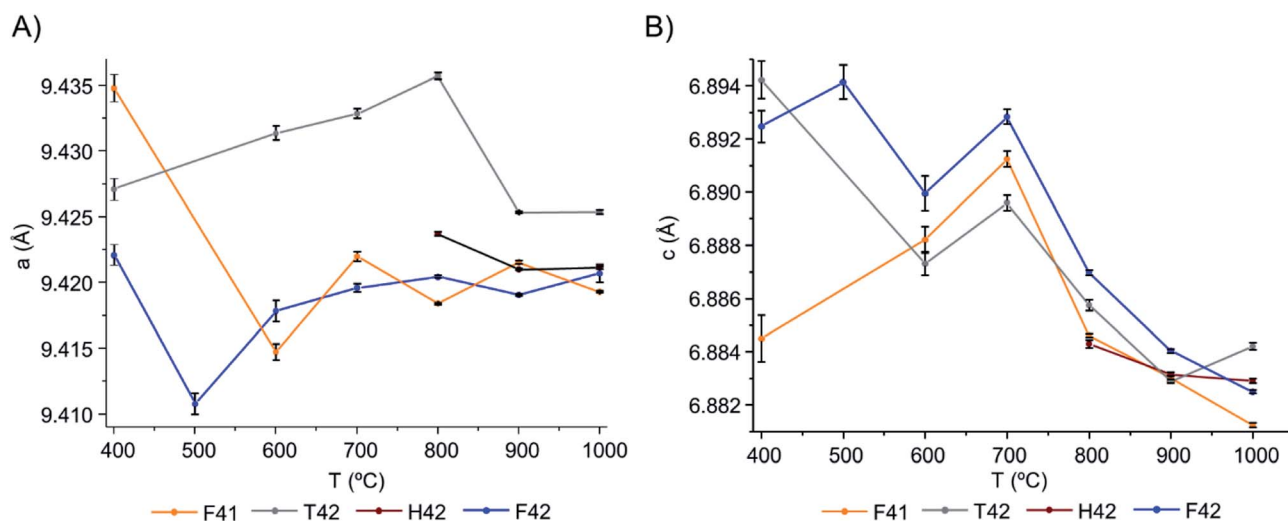 A)
9.435
9.430
9.425
9.420
9.415
9.410
a (Å)
400 500 600 700 800 900 1000
T (ºC)
F41 T42 H42 F42
B)
6.894
6.892
6.890
6.888
6.886
6.884
6.882
c (Å)
400 500 600 700 800 900 1000
T (ºC)
F41 T42 H42 F42